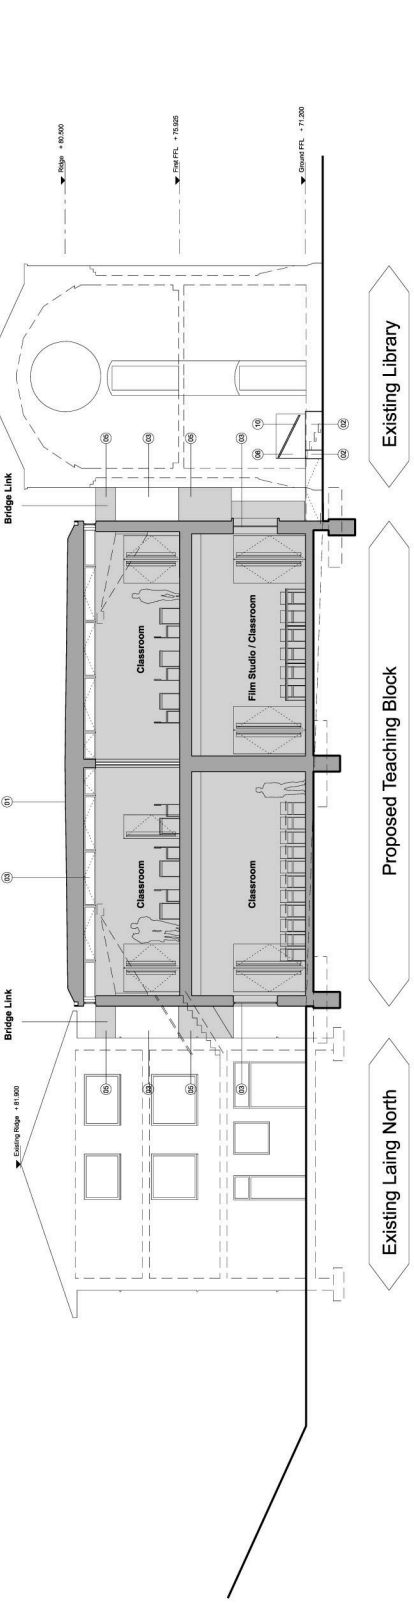 Existing Ridge + 81.900
Bridge Link
03
01
Bridge Link
Ridge + 80.500
05
05
Classroom
Classroom
03
03
First FFL + 75.925
05
05
03
Classroom
Film Studio / Classroom
03
08
10
Ground FFL + 71.200
02
02
Existing Laing North
Proposed Teaching Block
Existing Library